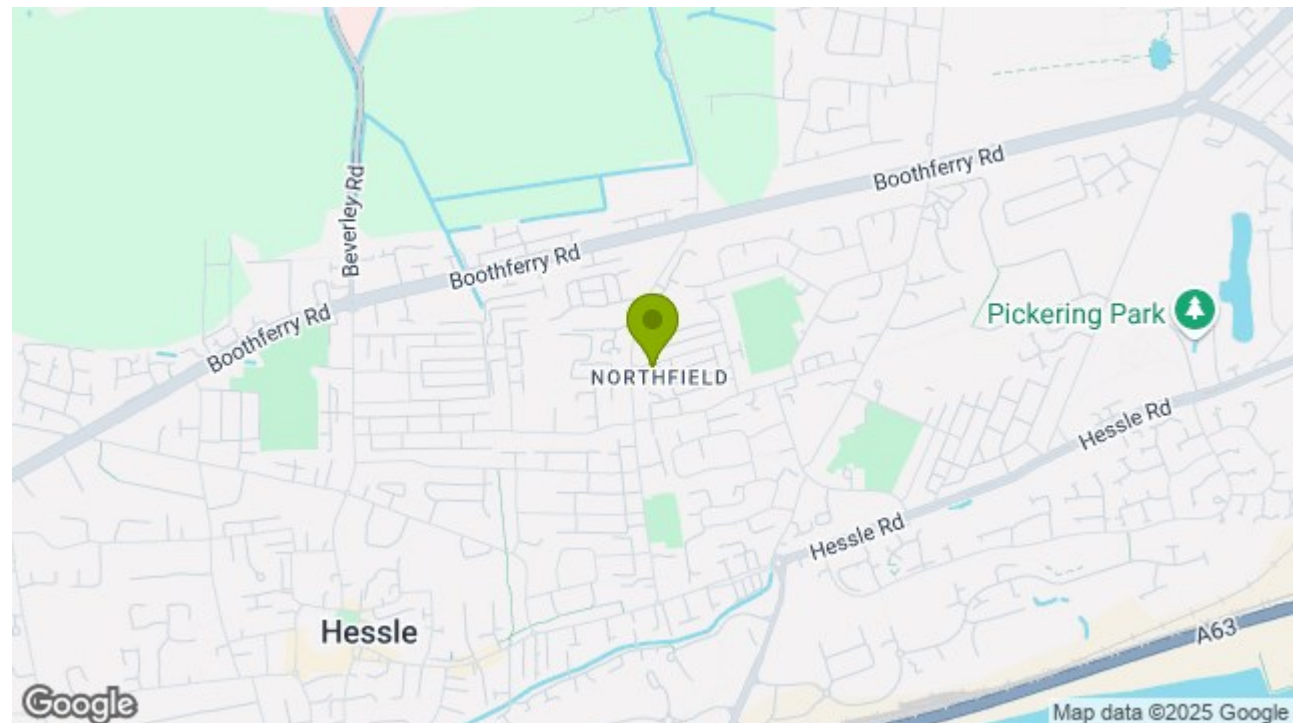 Boothferry Rd
Beverley Rd
Boothferry Rd
Boothferry Rd
Pickering Park
NORTHFIELD
Hessle Rd
Hessle Rd
Hessle
A63
Google
Map data ©2025 Google